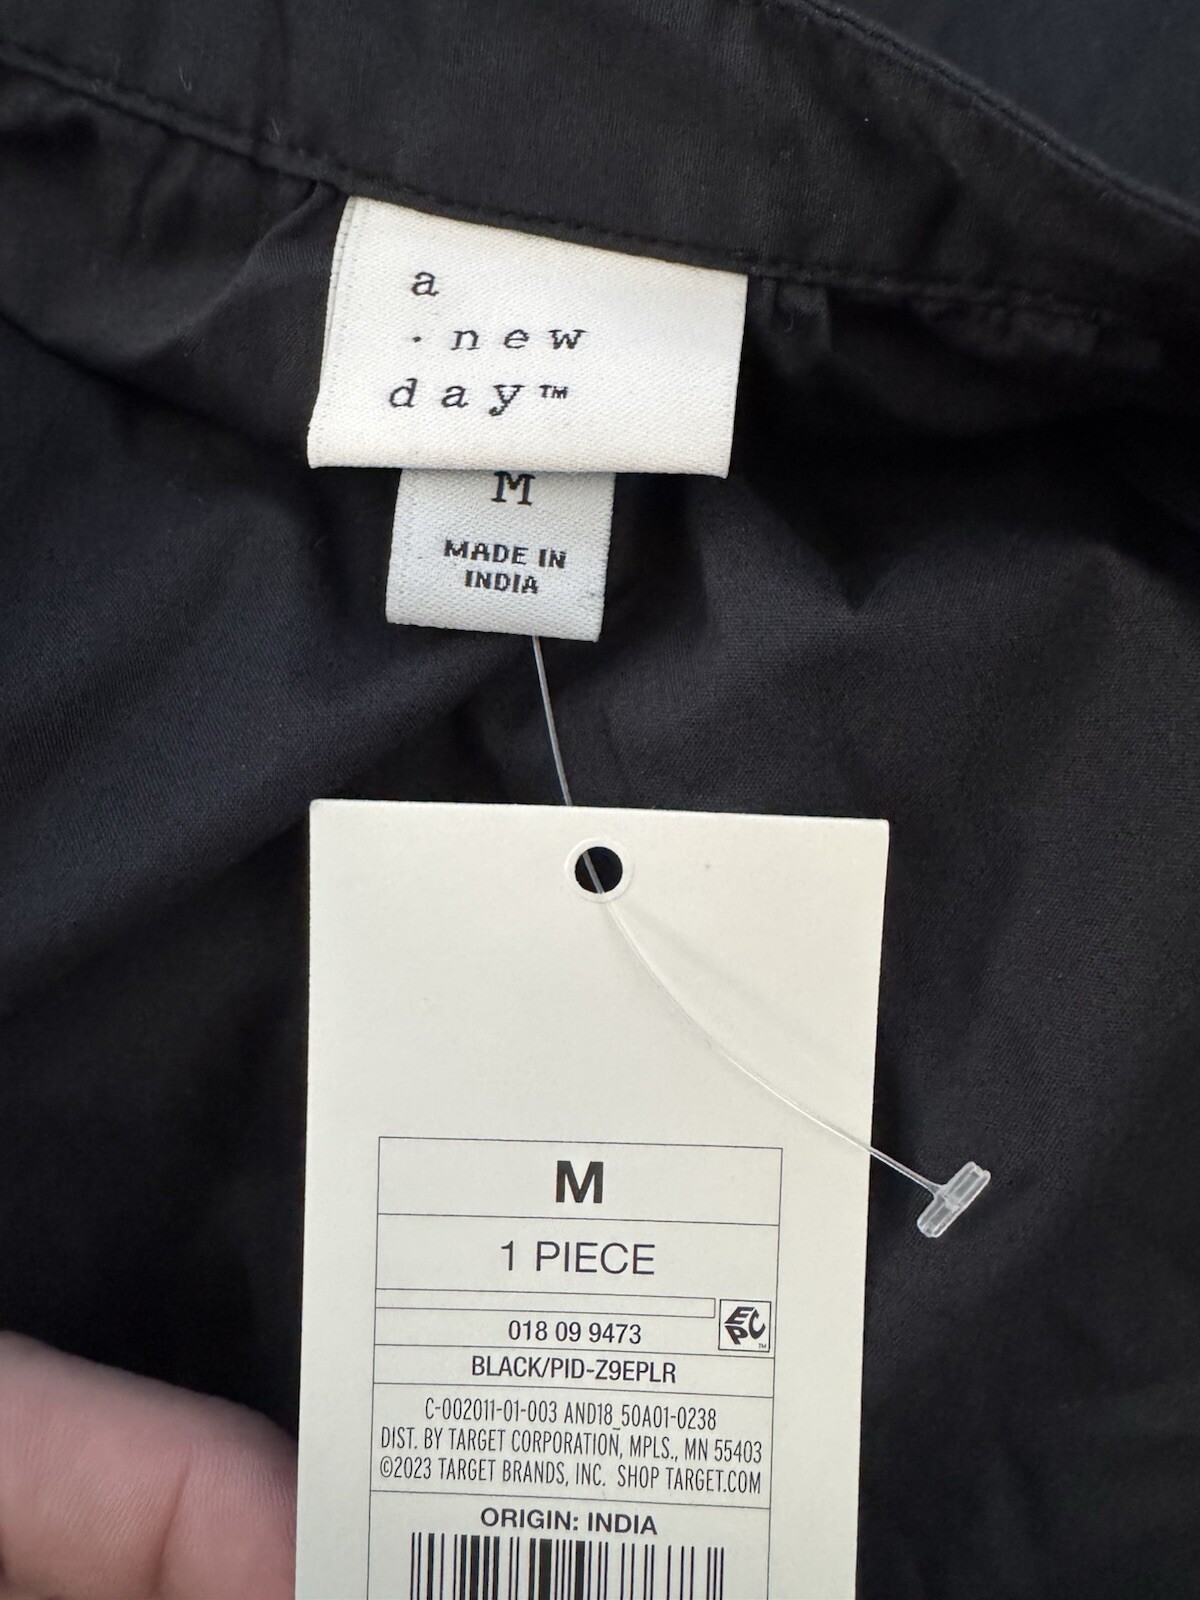 a
· new
day™
M
MADE IN
INDIA
M
1 PIECE
018 09 9473
EPC™
BLACK/PID-Z9EPLR
C-002011-01-003 AND18_50A01-0238
DIST. BY TARGET CORPORATION, MPLS., MN 55403
©2023 TARGET BRANDS, INC. SHOP TARGET.COM
ORIGIN: INDIA